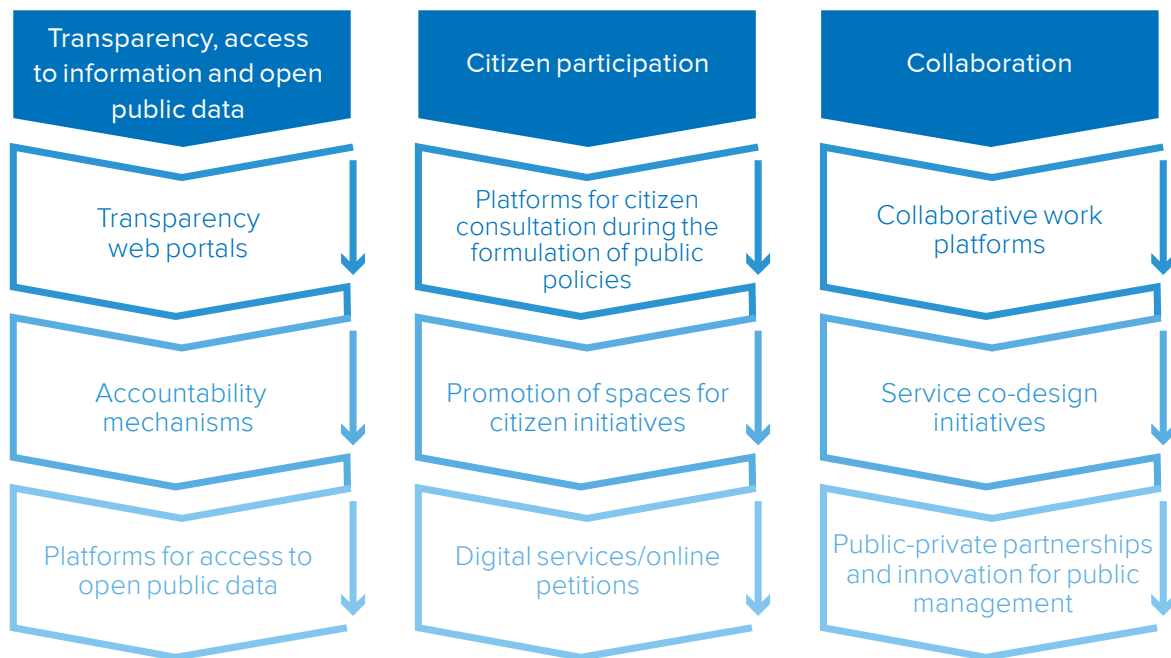 Transparency, access
to information and open
public data
Transparency
web portals
Accountability
mechanisms
Platforms for access to
open public data
Citizen participation
Platforms for citizen
consultation during the
formulation of public
policies
Promotion of spaces for
citizen initiatives
Digital services/online
petitions
Collaboration
Collaborative work
platforms
Service co-design
initiatives
Public-private partnerships
and innovation for public
management